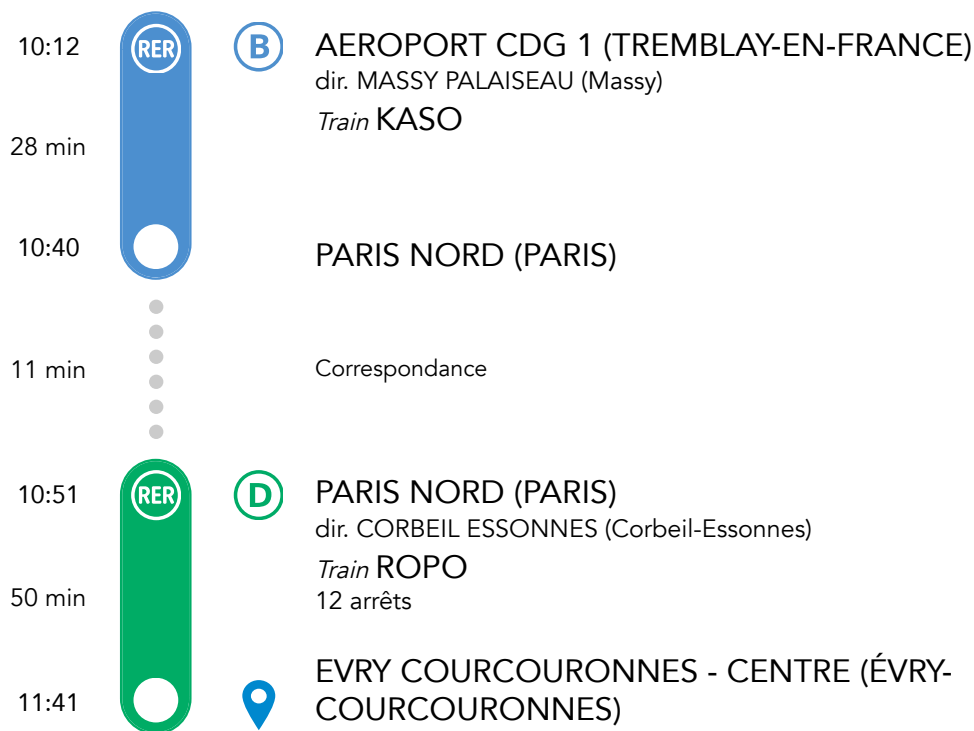 10:12 RER B AEROPORT CDG 1 (TREMBLAY-EN-FRANCE)
dir. MASSY PALAISEAU (Massy)
Train KASO
28 min
10:40 PARIS NORD (PARIS)
11 min Correspondance
10:51 RER D PARIS NORD (PARIS)
dir. CORBEIL ESSONNES (Corbeil-Essonnes)
Train ROPO
50 min 12 arrêts
EVRY COURCOURONNES - CENTRE (ÉVRY-
11:41 COURCOURONNES)